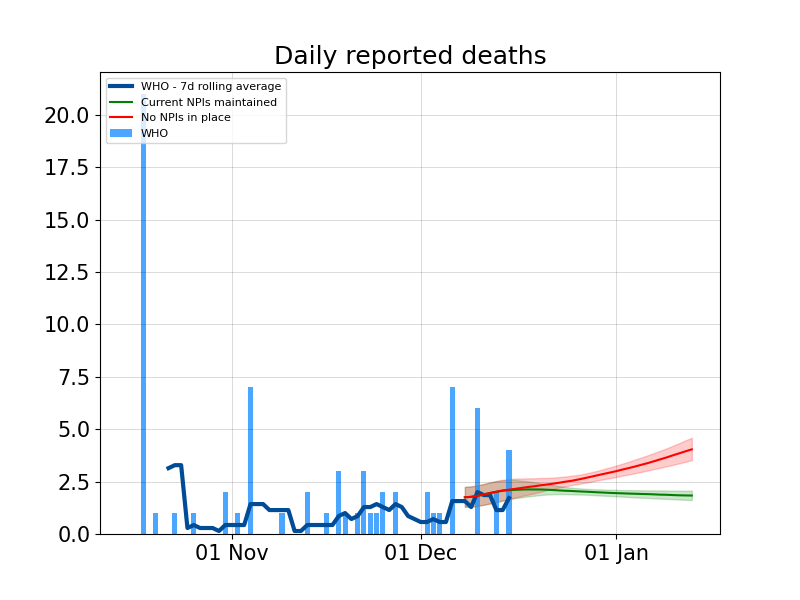 Daily reported deaths
WHO - 7d rolling average
Current NPIs maintained
No NPIs in place
WHO
20.0
17.5
15.0
12.5
10.0
7.5
5.0
2.5
0.0
01 Nov
01 Dec
01 Jan